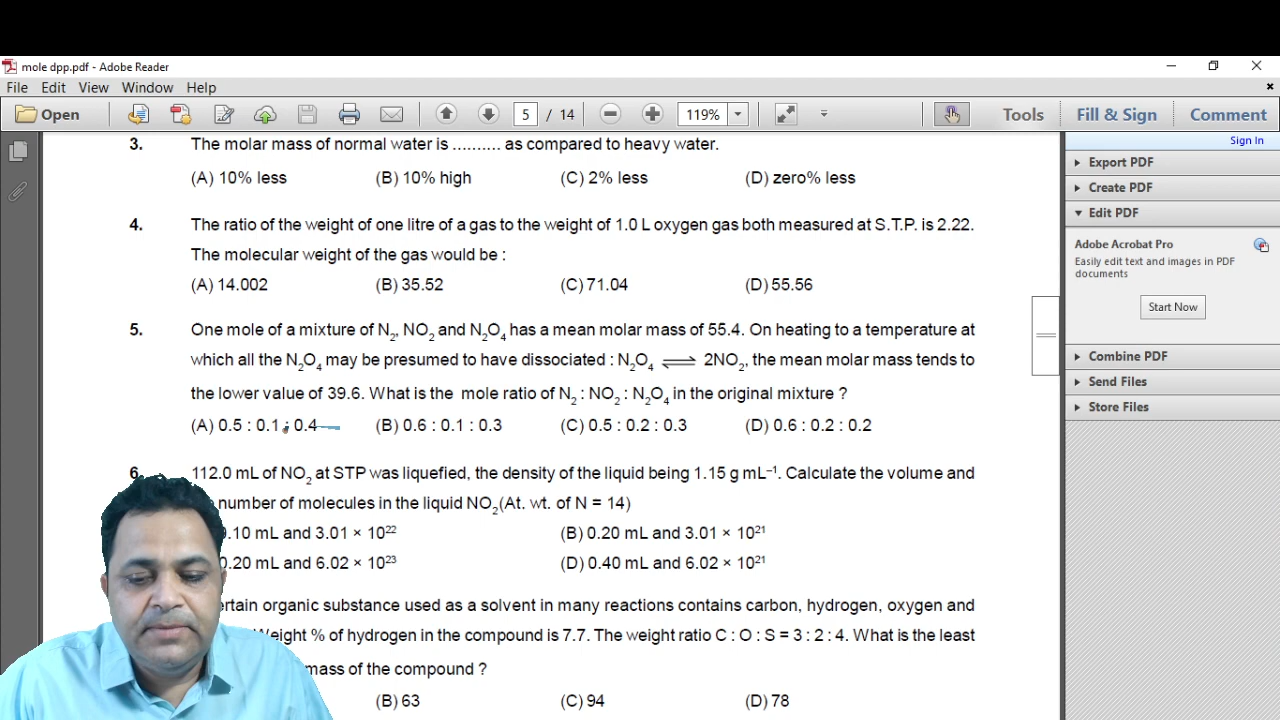 mole dpp.pdf - Adobe Reader
File Edit View Window Help
Open 5 / 14 119% Tools Fill & Sign Comment
Sign In
Export PDF
Create PDF
Edit PDF
Adobe Acrobat Pro
Easily edit text and images in PDF
documents
Start Now
Combine PDF
Send Files
Store Files
3. The molar mass of normal water is .......... as compared to heavy water.
(A) 10% less (B) 10% high (C) 2% less (D) zero% less
4. The ratio of the weight of one litre of a gas to the weight of 1.0 L oxygen gas both measured at S.T.P. is 2.22.
The molecular weight of the gas would be :
(A) 14.002 (B) 35.52 (C) 71.04 (D) 55.56
5. One mole of a mixture of N₂, NO₂ and N₂O₄ has a mean molar mass of 55.4. On heating to a temperature at
which all the N₂O₄ may be presumed to have dissociated : N₂O₄ ⇌ 2NO₂, the mean molar mass tends to
the lower value of 39.6. What is the mole ratio of N₂ : NO₂ : N₂O₄ in the original mixture ?
(A) 0.5 : 0.1 : 0.4 (B) 0.6 : 0.1 : 0.3 (C) 0.5 : 0.2 : 0.3 (D) 0.6 : 0.2 : 0.2
6. 112.0 mL of NO₂ at STP was liquefied, the density of the liquid being 1.15 g mL⁻¹. Calculate the volume and
number of molecules in the liquid NO₂(At. wt. of N = 14)
0.10 mL and 3.01 × 10²² (B) 0.20 mL and 3.01 × 10²¹
0.20 mL and 6.02 × 10²³ (D) 0.40 mL and 6.02 × 10²¹
organic substance used as a solvent in many reactions contains carbon, hydrogen, oxygen and
Weight % of hydrogen in the compound is 7.7. The weight ratio C : O : S = 3 : 2 : 4. What is the least
mass of the compound ?
(B) 63 (C) 94 (D) 78